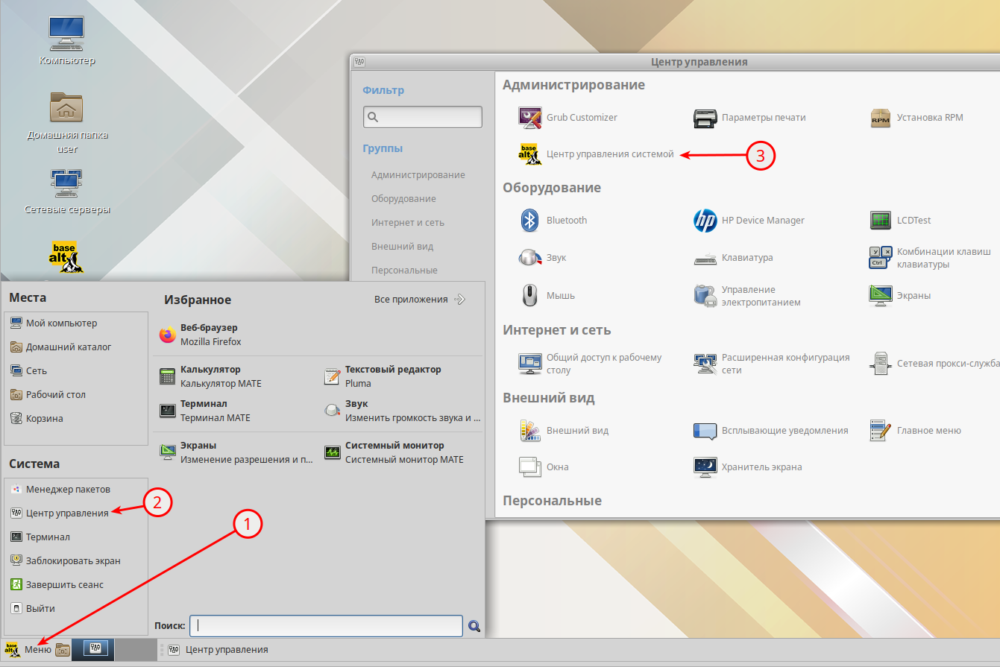 Компьютер
Домашняя папка
user
Сетевые серверы
base
alt
Центр управления
Фильтр
Группы
Администрирование
Оборудование
Интернет и сеть
Внешний вид
Персональные
Администрирование
Grub Customizer
Параметры печати
RPM
Установка RPM
base
alt
Центр управления системой
3
Оборудование
Bluetooth
hp
HP Device Manager
LCDTest
Звук
Клавиатура
Y X
Ctrl
Комбинации клавиш
клавиатуры
Мышь
Управление
электропитанием
Экраны
Интернет и сеть
Общий доступ к рабочему
столу
Расширенная конфигурация
сети
Сетевая прокси-служба
Внешний вид
Внешний вид
Всплывающие уведомления
Главное меню
Окна
Хранитель экрана
Персональные
Места
Мой компьютер
Домашний каталог
Сеть
Рабочий стол
Корзина
Система
Менеджер пакетов
Центр управления
2
Терминал
Заблокировать экран
Завершить сеанс
Выйти
Избранное
Все приложения
Веб-браузер
Mozilla Firefox
Калькулятор
Калькулятор MATE
Текстовый редактор
Pluma
Терминал
Терминал MATE
Звук
Изменить громкость звука и ...
Экраны
Изменение разрешения и п...
Системный монитор
Системный монитор MATE
1
Поиск:
base
alt
Меню
Центр управления